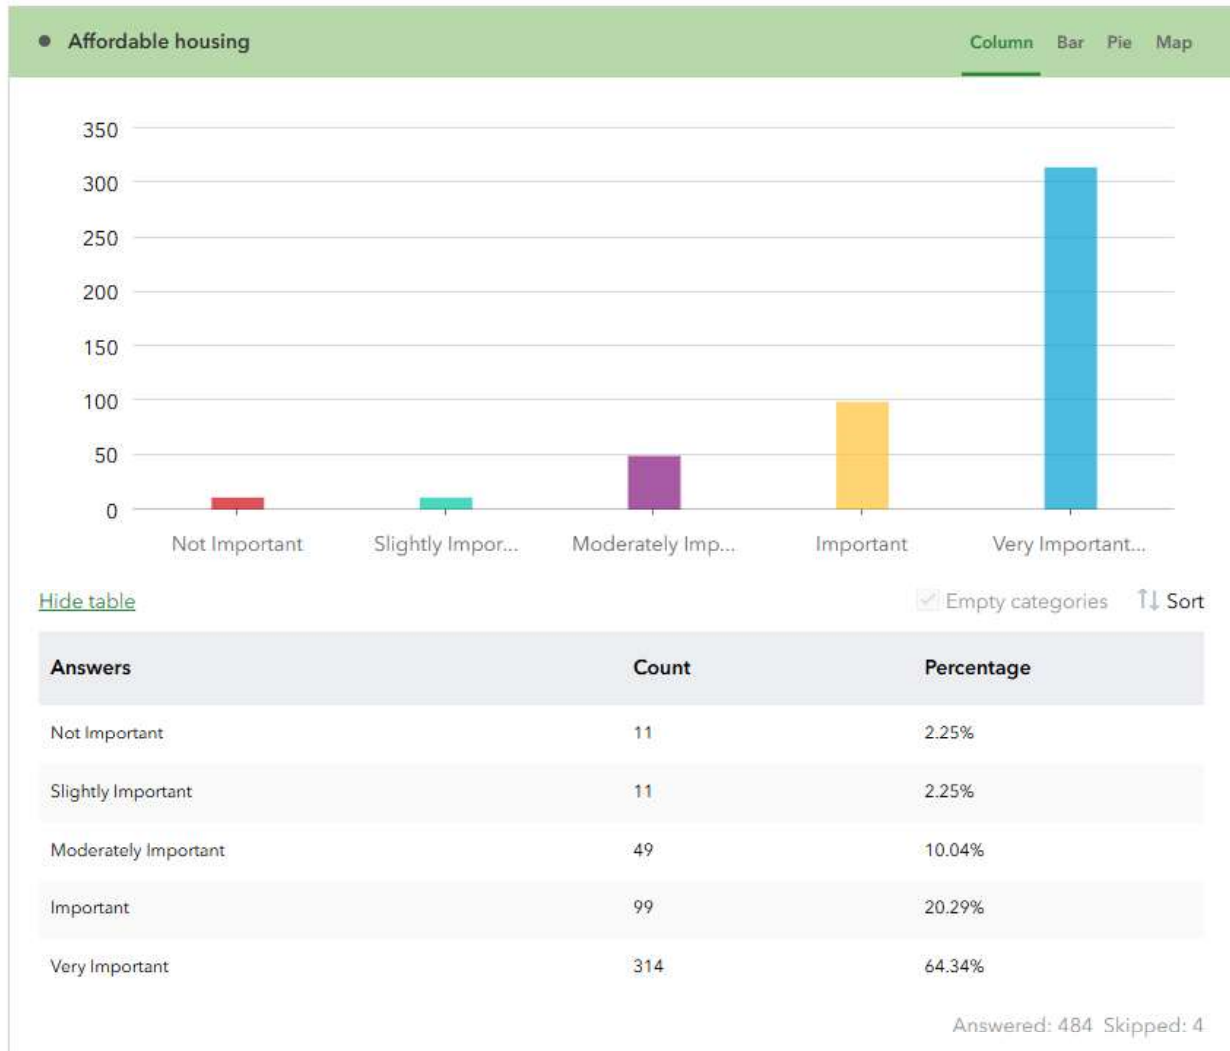 Affordable housing Column Bar Pie Map
350
300
250
200
150
100
50
0
Not Important Slightly Impor... Moderately Imp... Important Very Important...
Hide table Empty categories Sort
Answers Count Percentage
Not Important 11 2.25%
Slightly Important 11 2.25%
Moderately Important 49 10.04%
Important 99 20.29%
Very Important 314 64.34%
Answered: 484 Skipped: 4